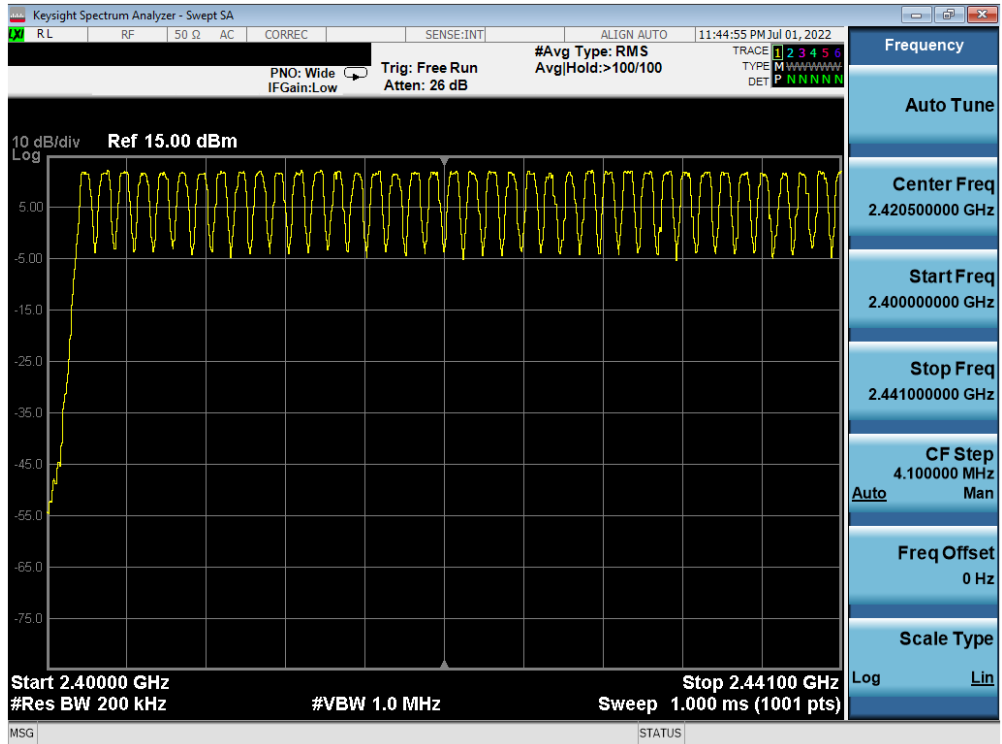 Keysight Spectrum Analyzer - Swept SA
LXI RL RF 50 Ω AC CORREC SENSE:INT ALIGN AUTO 11:44:55 PM Jul 01, 2022
#Avg Type: RMS TRACE 1 2 3 4 5 6
PNO: Wide Trig: Free Run Avg|Hold:>100/100 TYPE M WWWWW
IFGain:Low Atten: 26 dB DET P N N N N N
10 dB/div Ref 15.00 dBm
Log
5.00
-5.00
-15.0
-25.0
-35.0
-45.0
-55.0
-65.0
-75.0
Start 2.40000 GHz Stop 2.44100 GHz
#Res BW 200 kHz #VBW 1.0 MHz Sweep 1.000 ms (1001 pts)
MSG STATUS
Frequency
Auto Tune
Center Freq
2.420500000 GHz
Start Freq
2.400000000 GHz
Stop Freq
2.441000000 GHz
CF Step
4.100000 MHz
Auto Man
Freq Offset
0 Hz
Scale Type
Log Lin